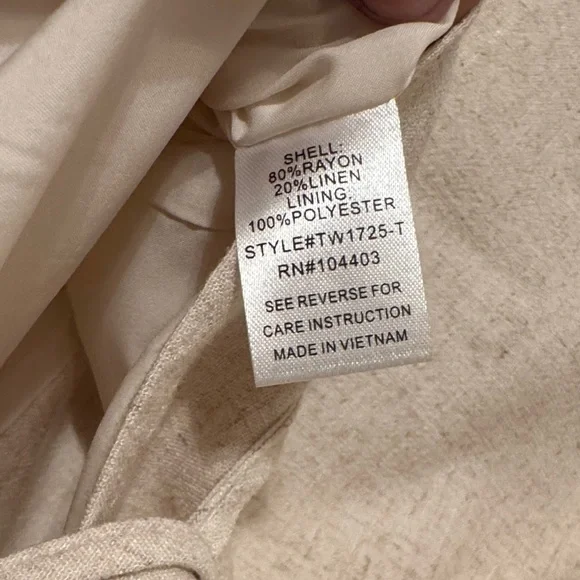 SHELL:
80%RAYON
20%LINEN
LINING:
100%POLYESTER
STYLE#TW1725-T
RN#104403
SEE REVERSE FOR
CARE INSTRUCTION
MADE IN VIETNAM